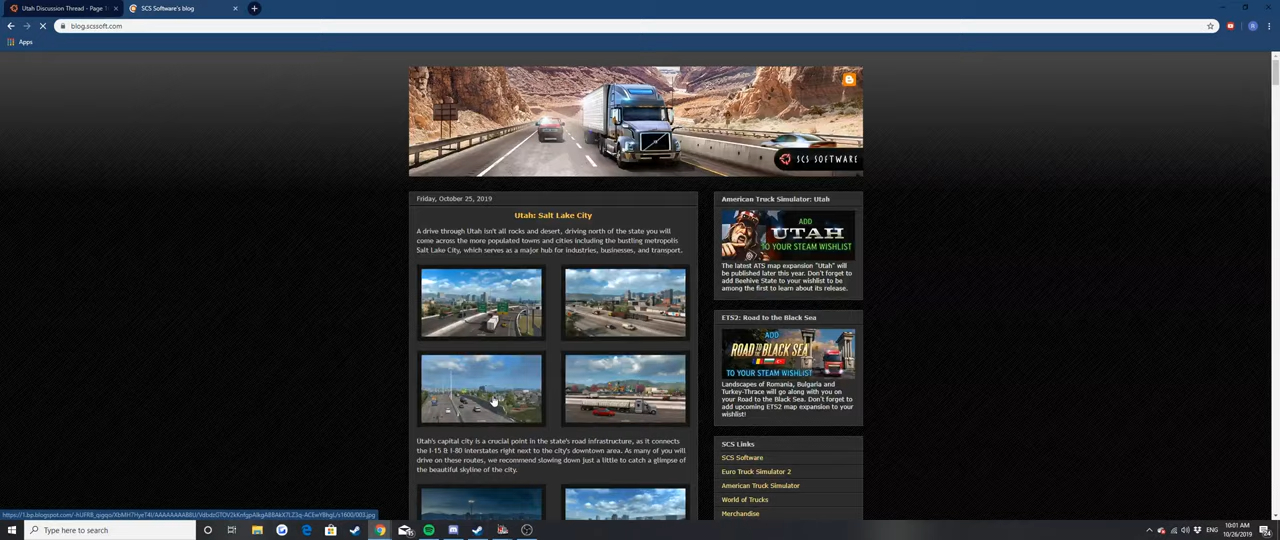 Utah Discussion Thread - Page
SCS Software's blog
blog.scssoft.com
Apps
SCS SOFTWARE
Friday, October 25, 2019
Utah: Salt Lake City
A drive through Utah isn't all rocks and desert, driving north of the state you will
come across the more populated towns and cities including the bustling metropolis
Salt Lake City, which serves as a major hub for industries, businesses, and transport.
Utah's capital city is a crucial point in the state's road infrastructure, as it connects
the I-15 & I-80 interstates right next to the city's downtown area. As many of you will
drive on these routes, we recommend slowing down just a little to catch a glimpse of
the beautiful skyline of the city.
American Truck Simulator: Utah
ADD
UTAH
TO YOUR STEAM WISHLIST
The latest ATS map expansion "Utah" will
be published later this year. Don't forget to
add Beehive State to your wishlist to be
among the first to learn about its release.
ETS2: Road to the Black Sea
ADD
ROAD TO THE BLACK SEA
TO YOUR STEAM WISHLIST
Landscapes of Romania, Bulgaria and
Turkey-Thrace will go along with you on
your Road to the Black Sea. Don't forget to
add upcoming ETS2 map expansion to your
wishlist!
SCS Links
SCS Software
Euro Truck Simulator 2
American Truck Simulator
World of Trucks
Merchandise
Type here to search
ENG
10:01 AM
10/26/2019